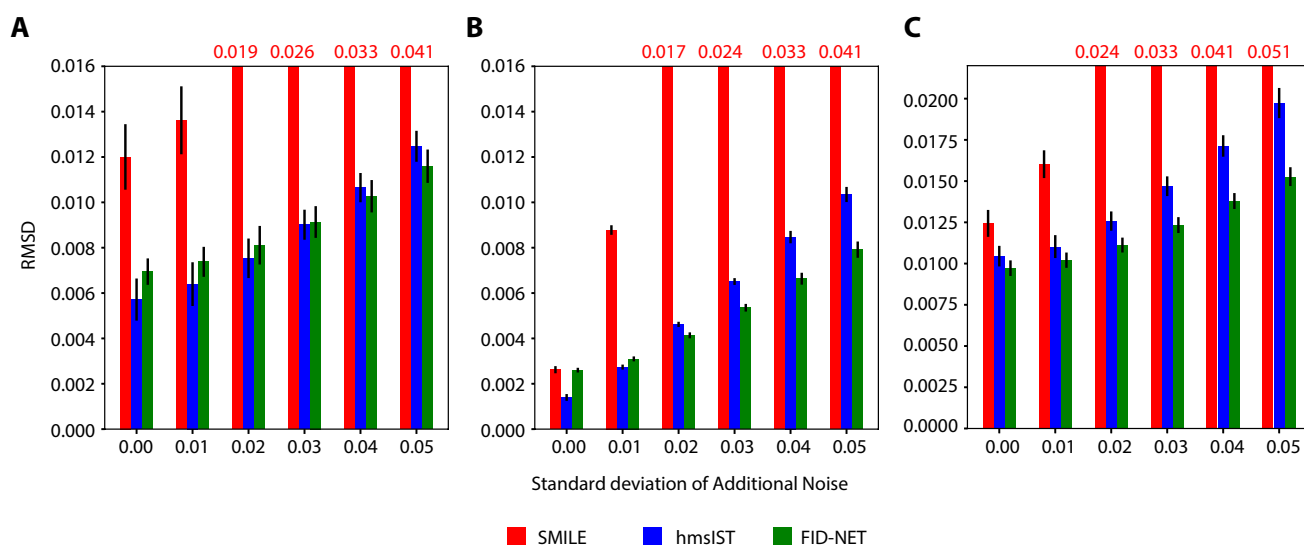 A
B
C
0.019 0.026 0.033 0.041
0.017 0.024 0.033 0.041
0.024 0.033 0.041 0.051
RMSD
0.016
0.014
0.012
0.010
0.008
0.006
0.004
0.002
0.000
0.00 0.01 0.02 0.03 0.04 0.05
0.016
0.014
0.012
0.010
0.008
0.006
0.004
0.002
0.000
0.00 0.01 0.02 0.03 0.04 0.05
0.0200
0.0175
0.0150
0.0125
0.0100
0.0075
0.0050
0.0025
0.0000
0.00 0.01 0.02 0.03 0.04 0.05
Standard deviation of Additional Noise
SMILE hmsIST FID-NET